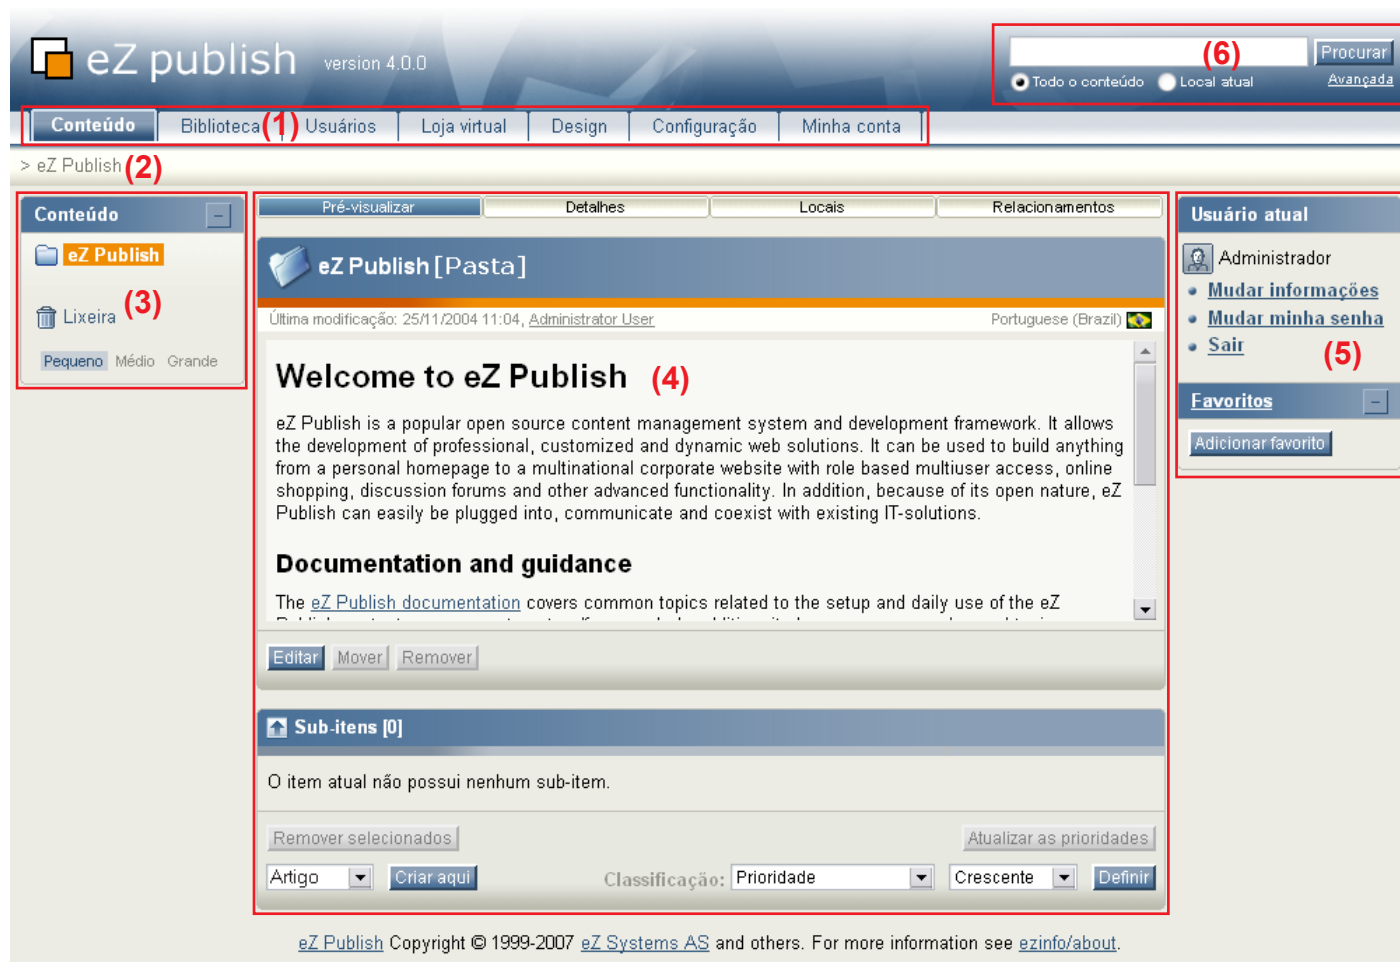 eZ publish version 4.0.0
(6)
Procurar
Todo o conteúdo Local atual Avançada
Conteúdo Biblioteca (1) Usuários Loja virtual Design Configuração Minha conta
> eZ Publish (2)
Conteúdo
eZ Publish
Lixeira (3)
Pequeno Médio Grande
Pré-visualizar Detalhes Locais Relacionamentos
eZ Publish [Pasta]
Última modificação: 25/11/2004 11:04, Administrator User Portuguese (Brazil)
Welcome to eZ Publish (4)
eZ Publish is a popular open source content management system and development framework. It allows
the development of professional, customized and dynamic web solutions. It can be used to build anything
from a personal homepage to a multinational corporate website with role based multiuser access, online
shopping, discussion forums and other advanced functionality. In addition, because of its open nature, eZ
Publish can easily be plugged into, communicate and coexist with existing IT-solutions.
Documentation and guidance
The eZ Publish documentation covers common topics related to the setup and daily use of the eZ
Editar Mover Remover
Sub-itens [0]
O item atual não possui nenhum sub-item.
Remover selecionados Atualizar as prioridades
Artigo Criar aqui Classificação: Prioridade Crescente Definir
Usuário atual
Administrador
Mudar informações
Mudar minha senha
Sair (5)
Favoritos
Adicionar favorito
eZ Publish Copyright © 1999-2007 eZ Systems AS and others. For more information see ezinfo/about.